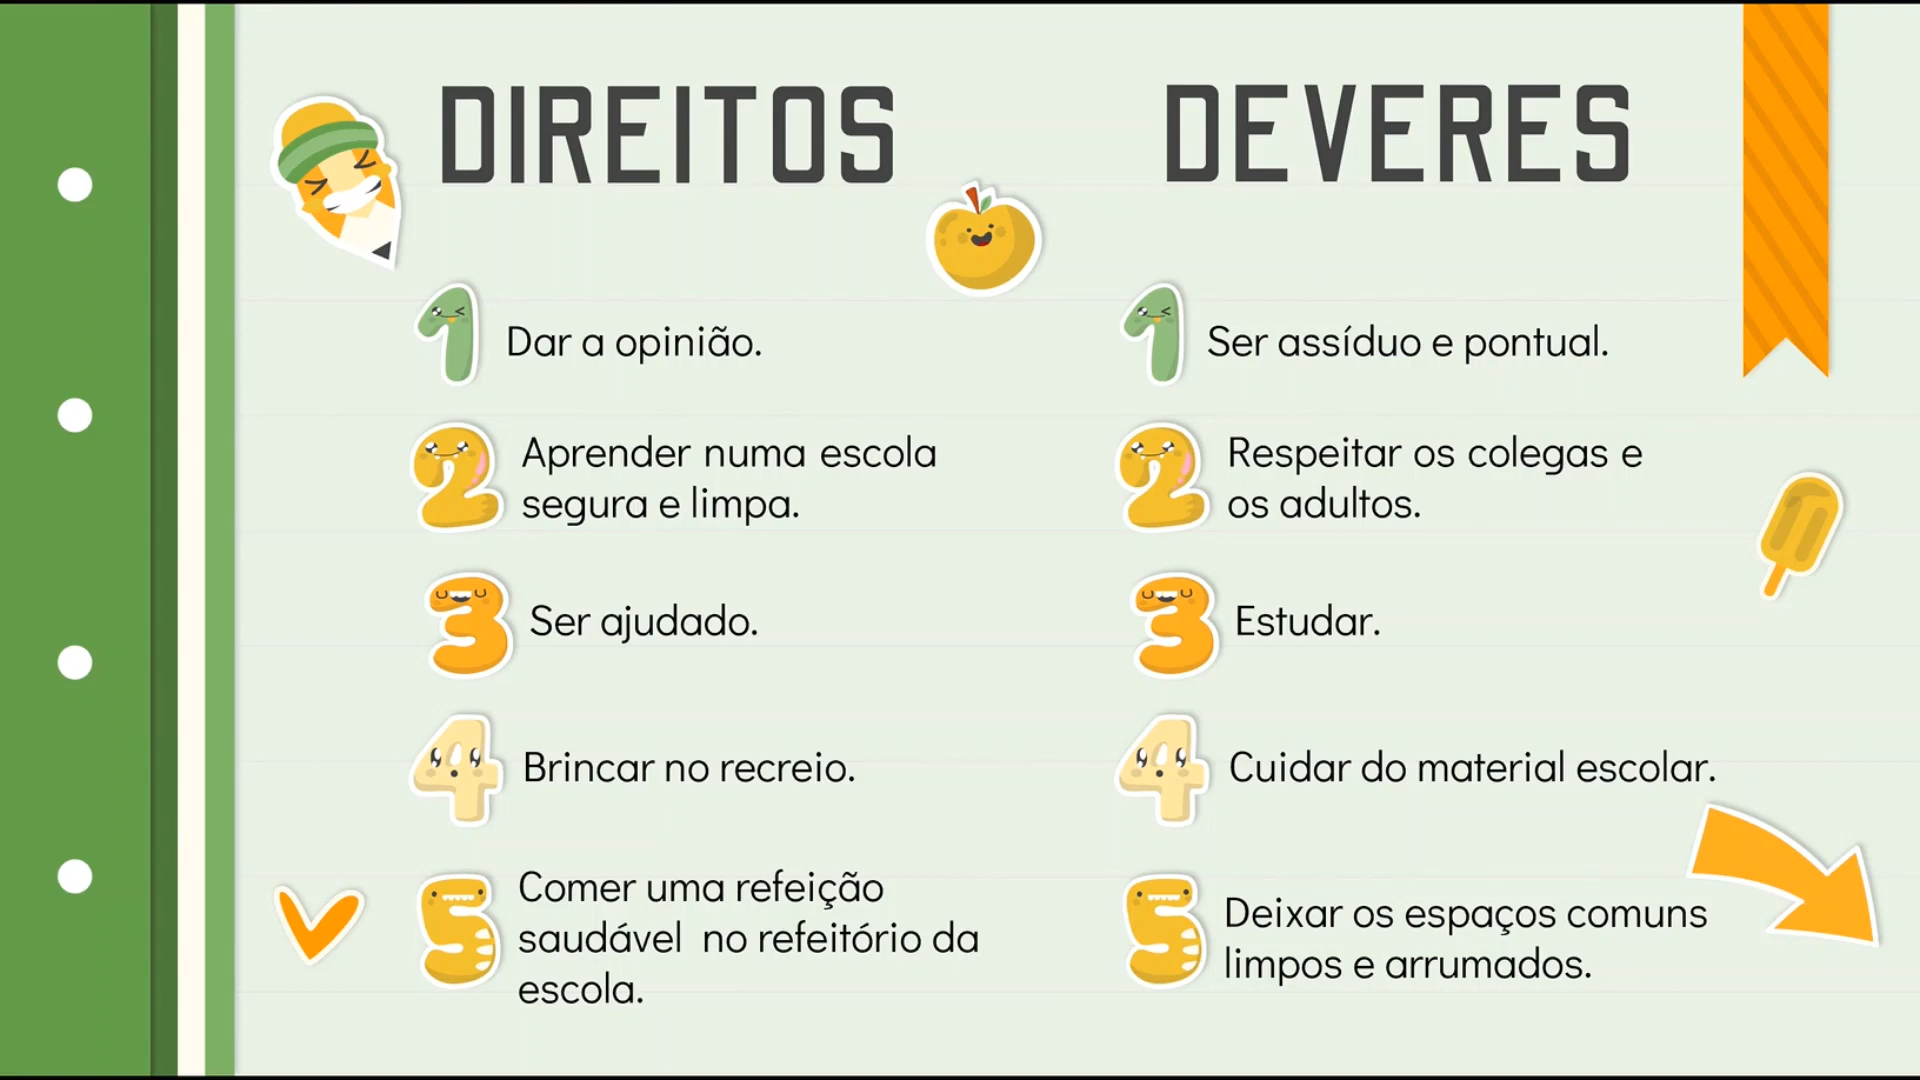 DIREITOS
1 Dar a opinião.
2 Aprender numa escola
segura e limpa.
3 Ser ajudado.
4 Brincar no recreio.
5 Comer uma refeição
saudável no refeitório da
escola.
DEVERES
1 Ser assíduo e pontual.
2 Respeitar os colegas e
os adultos.
3 Estudar.
4 Cuidar do material escolar.
5 Deixar os espaços comuns
limpos e arrumados.